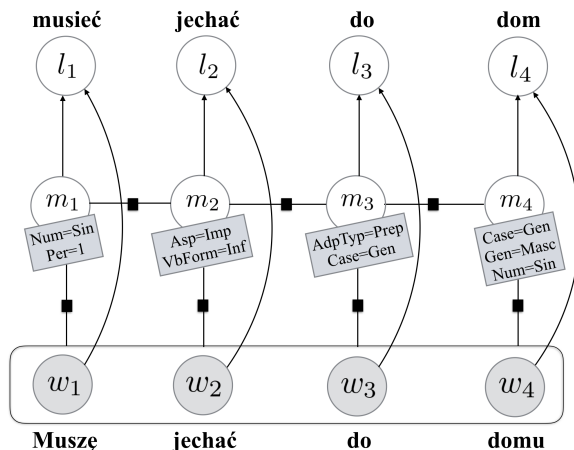 musieć jechać do dom
l1 l2 l3 l4
m1 m2 m3 m4
Num=Sin
Per=1
Asp=Imp
VbForm=Inf
AdpTyp=Prep
Case=Gen
Case=Gen
Gen=Masc
Num=Sin
w1 w2 w3 w4
Muszę jechać do domu